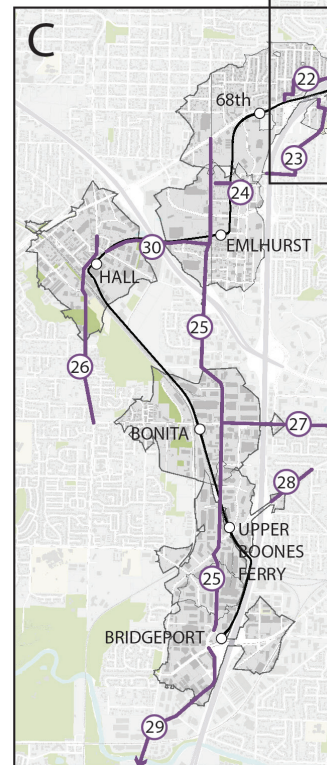 C
22
68th
23
24
30
EMLHURST
HALL
25
26
27
BONITA
28
UPPER
BOONES
FERRY
25
BRIDGEPORT
29